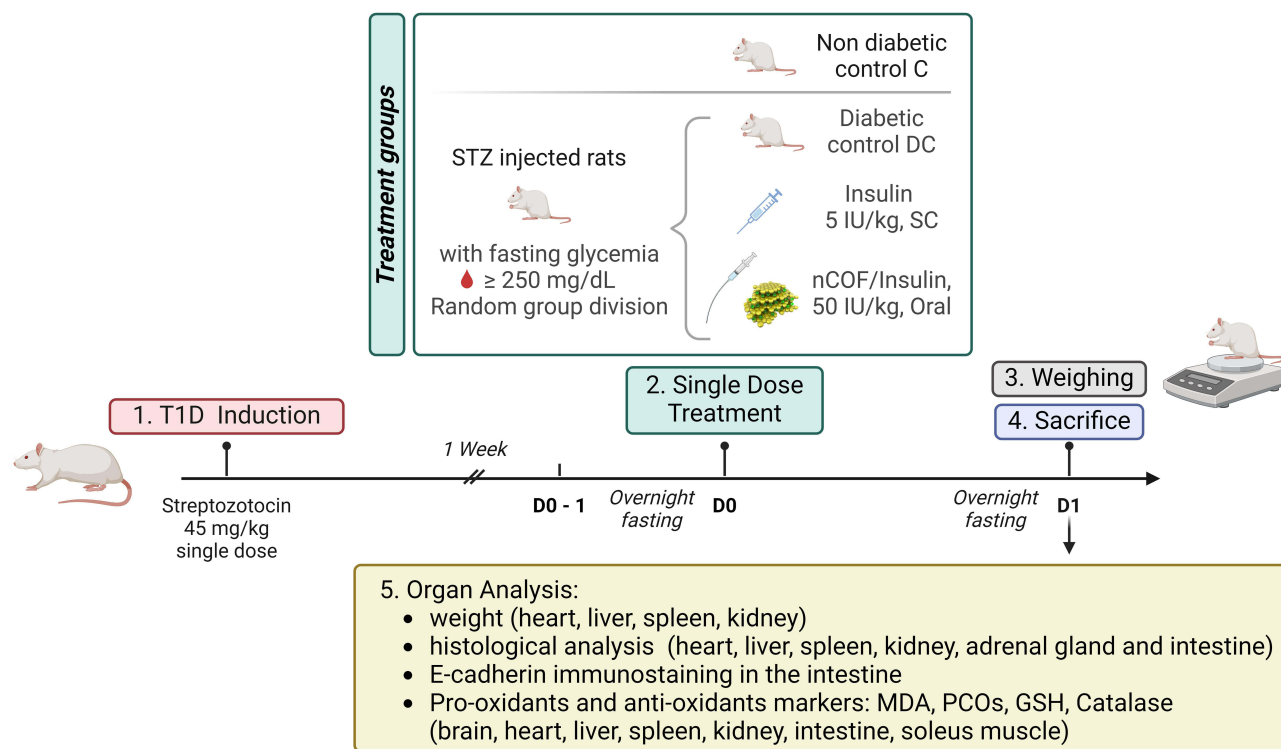 Treatment groups
Non diabetic
control C
STZ injected rats
with fasting glycemia
≥ 250 mg/dL
Random group division
Diabetic
control DC
Insulin
5 IU/kg, SC
nCOF/Insulin,
50 IU/kg, Oral
1. T1D Induction
2. Single Dose
Treatment
3. Weighing
4. Sacrifice
1 Week
Streptozotocin
45 mg/kg
single dose
D0 - 1
Overnight
fasting
D0
Overnight
fasting
D1
5. Organ Analysis:
• weight (heart, liver, spleen, kidney)
• histological analysis (heart, liver, spleen, kidney, adrenal gland and intestine)
• E-cadherin immunostaining in the intestine
• Pro-oxidants and anti-oxidants markers: MDA, PCOs, GSH, Catalase
(brain, heart, liver, spleen, kidney, intestine, soleus muscle)